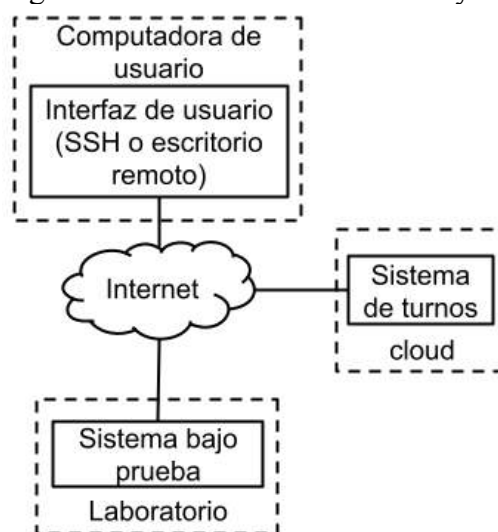 Computadora de
usuario
Interfaz de usuario
(SSH o escritorio
remoto)
Internet
Sistema
de turnos
cloud
Sistema bajo
prueba
Laboratorio